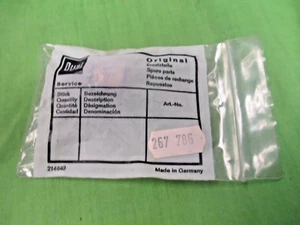 Original
Ersatzteile
Spare parts
Pièces de rechange
Repuestos
Service
Stück Bezeichnung
Quantity Description
Quantité Désignation
Cantidad Denominación
Art.-No.
267 786
Made in Germany